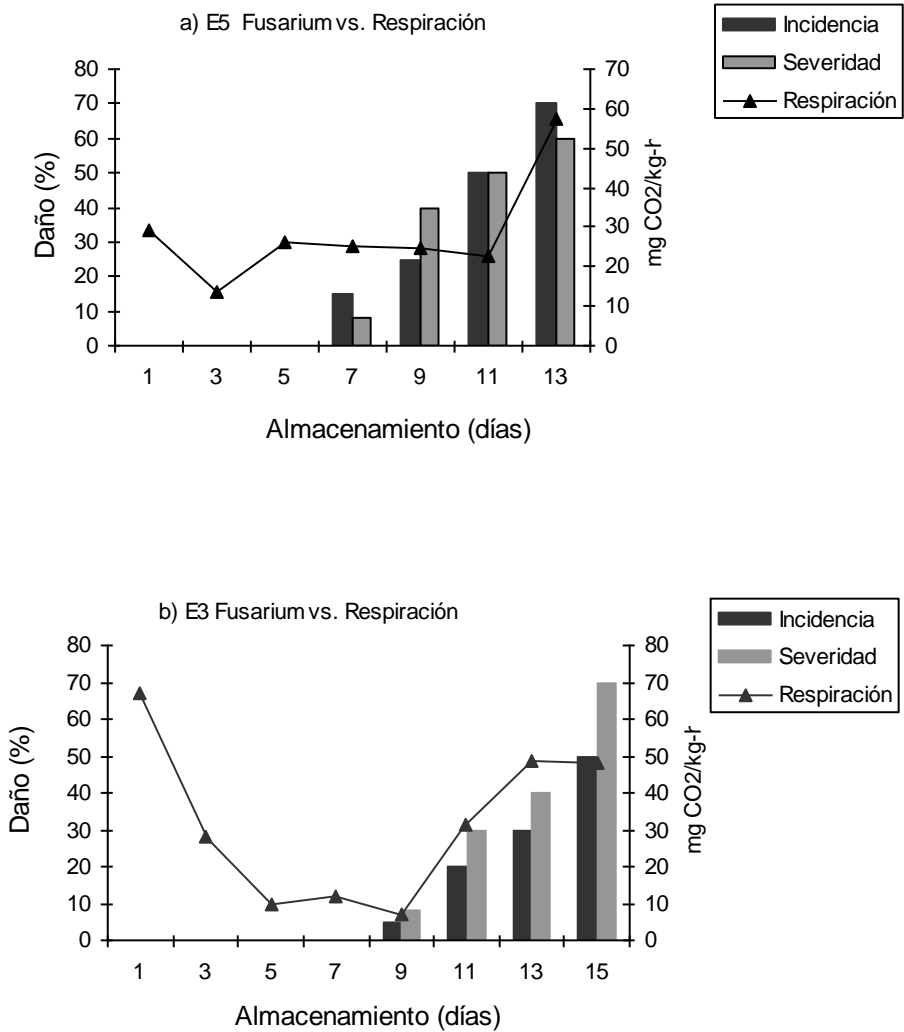 a) E5 Fusarium vs. Respiración
Incidencia
Severidad
Respiración
80
70
60
50
40
30
20
10
0
Daño (%)
70
60
50
40
30
20
10
0
mg CO2/kg-h
1 3 5 7 9 11 13
Almacenamiento (días)
b) E3 Fusarium vs. Respiración
Incidencia
Severidad
Respiración
80
70
60
50
40
30
20
10
0
Daño (%)
80
70
60
50
40
30
20
10
0
mg CO2/kg-h
1 3 5 7 9 11 13 15
Almacenamiento (días)